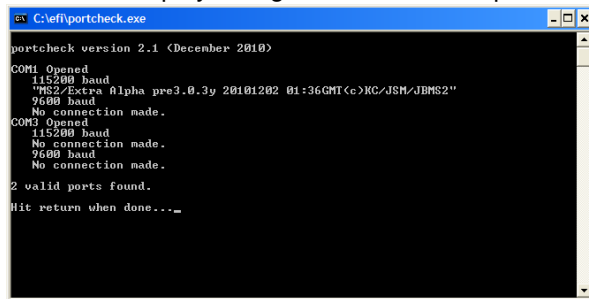 C:\efi\portcheck.exe
portcheck version 2.1 (December 2010)
COM1 Opened
115200 baud
"MS2/Extra Alpha pre3.0.3y 20101202 01:36GMT(c)KC/JSM/JBMS2"
9600 baud
No connection made.
COM3 Opened
115200 baud
No connection made.
9600 baud
No connection made.
2 valid ports found.
Hit return when done..._